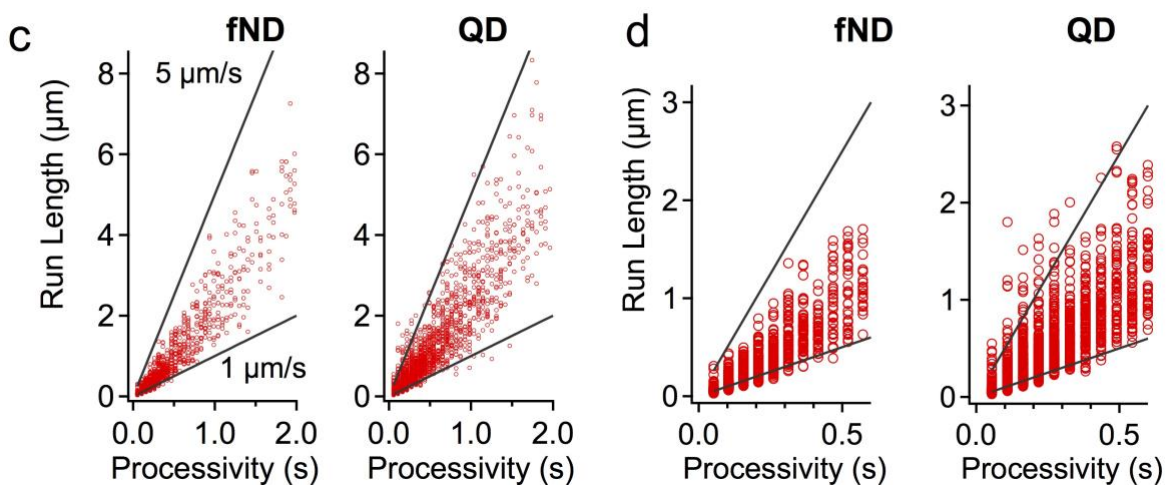 c
fND
QD
5 µm/s
1 µm/s
Run Length (µm)
8
6
4
2
0
0.0
1.0
2.0
Processivity (s)
8
6
4
2
0
0.0
1.0
2.0
Processivity (s)
d
fND
QD
Run Length (µm)
3
2
1
0
0.0
0.5
Processivity (s)
3
2
1
0
0.0
0.5
Processivity (s)